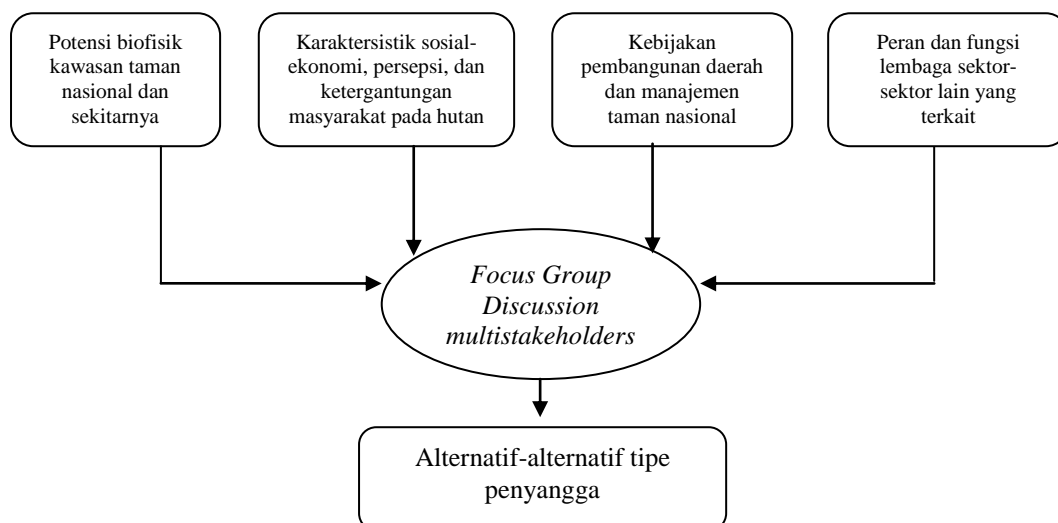 Potensi biofisik
kawasan taman
nasional dan
sekitarnya
Karaktersistik sosial-
ekonomi, persepsi, dan
ketergantungan
masyarakat pada hutan
Kebijakan
pembangunan daerah
dan manajemen
taman nasional
Peran dan fungsi
lembaga sektor-
sektor lain yang
terkait
Focus Group
Discussion
multistakeholders
Alternatif-alternatif tipe
penyangga